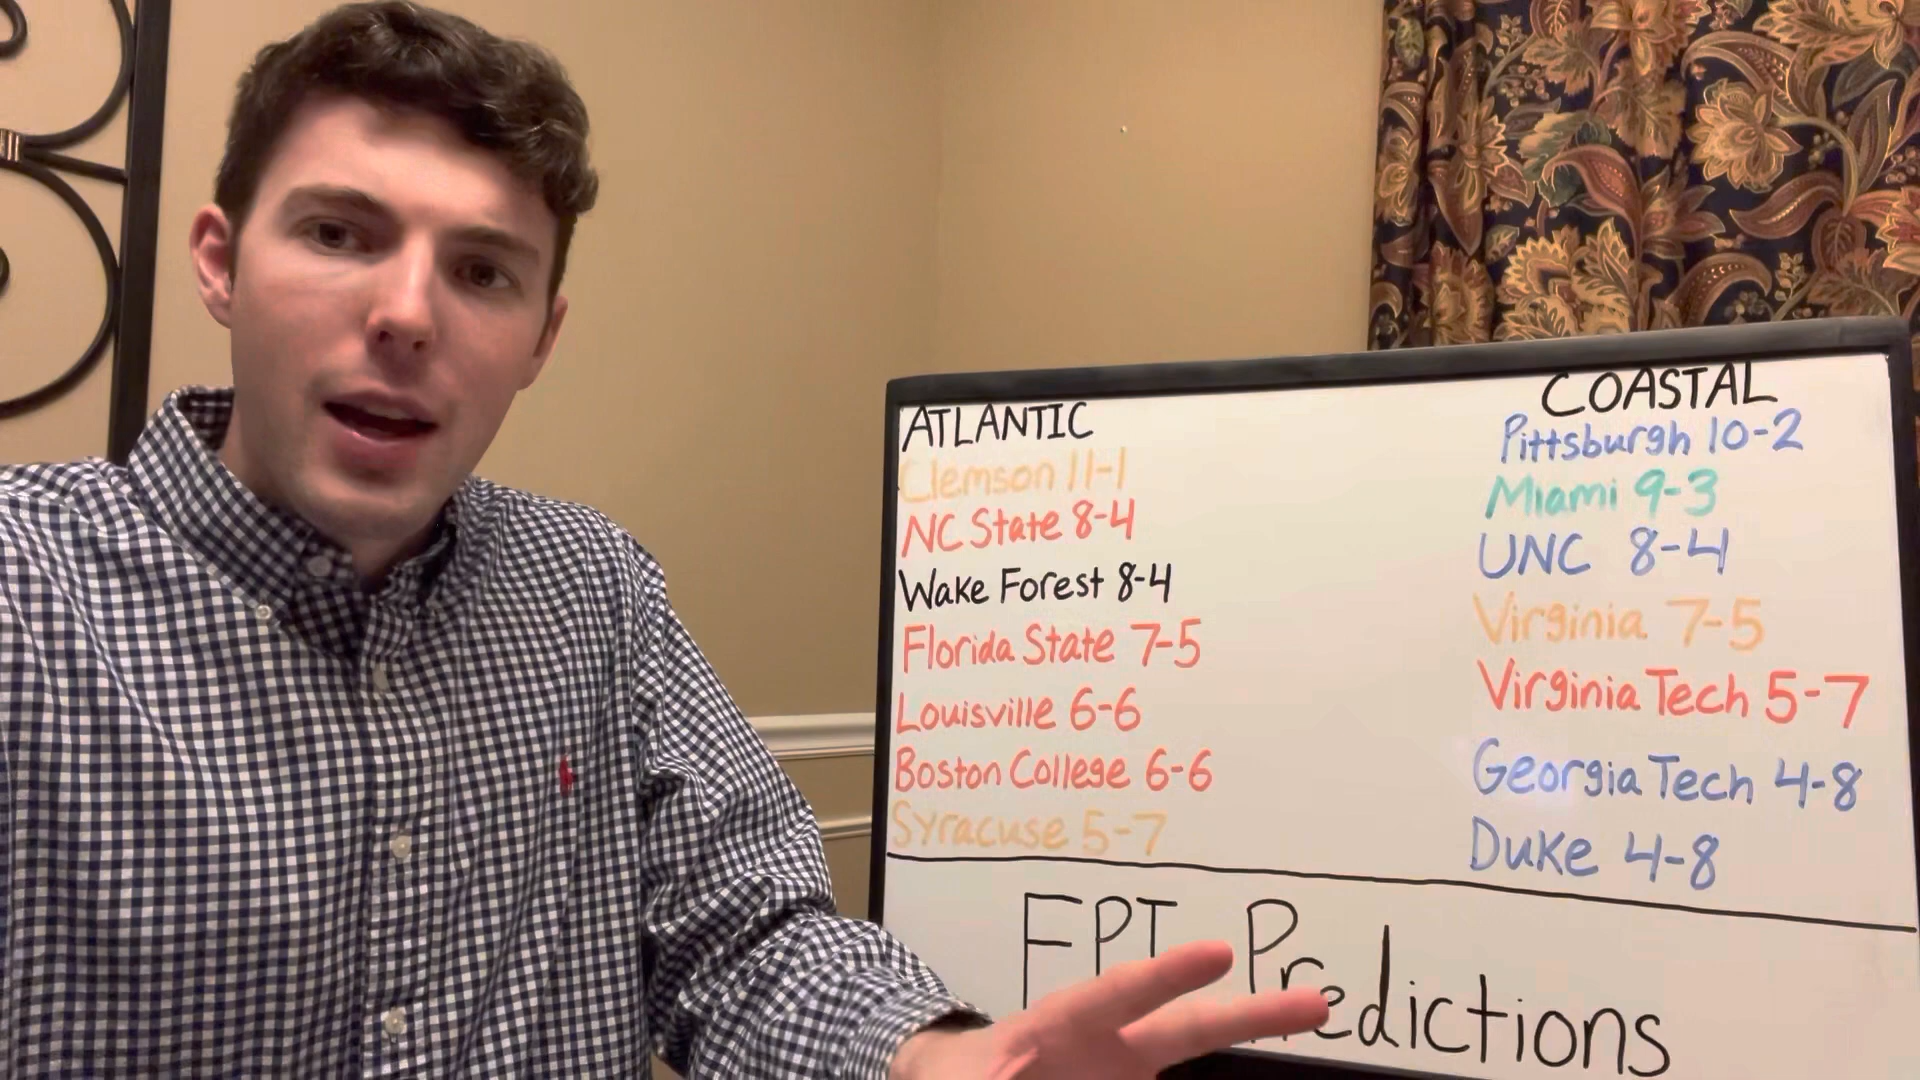 ATLANTIC
Clemson 11-1
NC State 8-4
Wake Forest 8-4
Florida State 7-5
Louisville 6-6
Boston College 6-6
Syracuse 5-7
COASTAL
Pittsburgh 10-2
Miami 9-3
UNC 8-4
Virginia 7-5
Virginia Tech 5-7
Georgia Tech 4-8
Duke 4-8
FPI Predictions